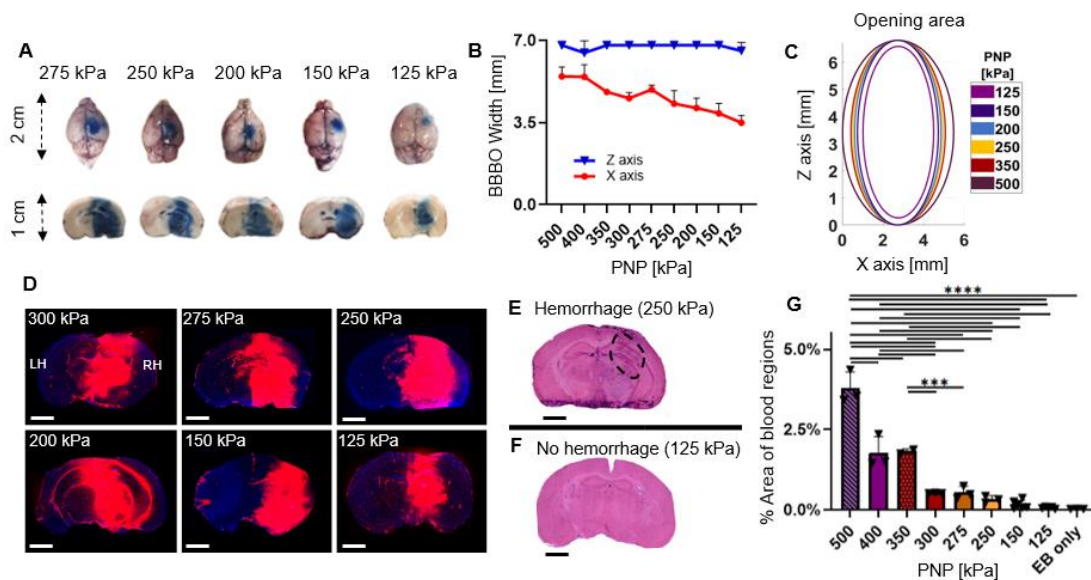 A
275 kPa 250 kPa 200 kPa 150 kPa 125 kPa
2 cm
1 cm
B
BBBO Width [mm]
7.0
3.5
0.0
Z axis
X axis
500 400 350 300 275 250 200 150 125
PNP [kPa]
C
Opening area
Z axis [mm]
7
6
5
4
3
2
1
0
0 2 4 6
X axis [mm]
PNP
[kPa]
125
150
200
250
350
500
D
300 kPa 275 kPa 250 kPa
LH RH
200 kPa 150 kPa 125 kPa
E Hemorrhage (250 kPa)
F No hemorrhage (125 kPa)
G
% Area of blood regions
****
***
5.0%
2.5%
0.0%
500 400 350 300 275 250 150 125 EB only
PNP [kPa]